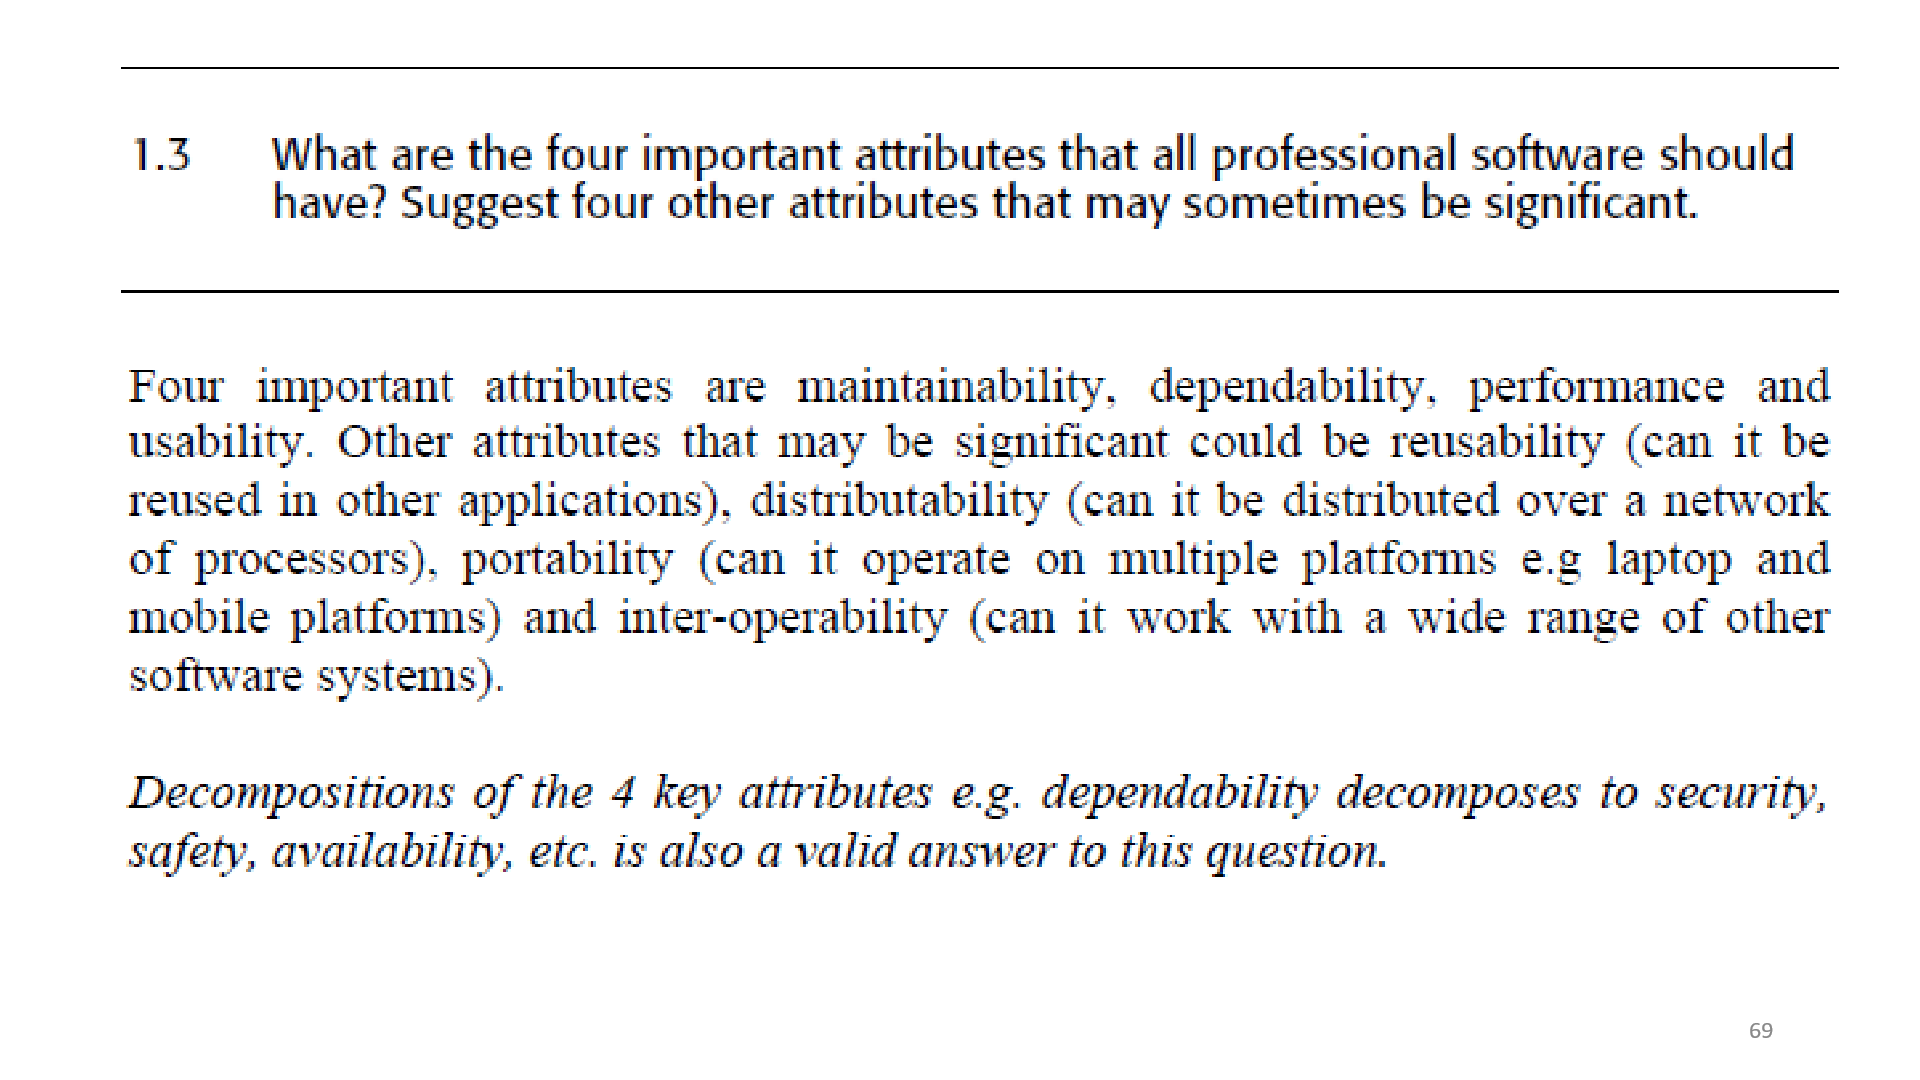 1.3 What are the four important attributes that all professional software should
have? Suggest four other attributes that may sometimes be significant.
Four important attributes are maintainability, dependability, performance and
usability. Other attributes that may be significant could be reusability (can it be
reused in other applications), distributability (can it be distributed over a network
of processors), portability (can it operate on multiple platforms e.g laptop and
mobile platforms) and inter-operability (can it work with a wide range of other
software systems).
Decompositions of the 4 key attributes e.g. dependability decomposes to security,
safety, availability, etc. is also a valid answer to this question.
69